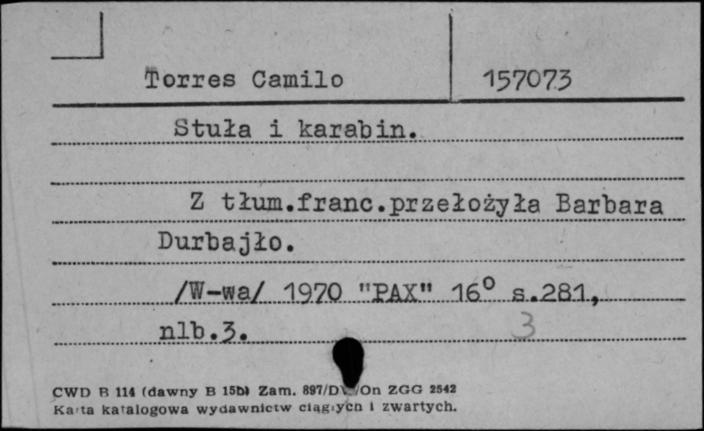 Torres Camilo 157073
Stuła i karabin.
Z tłum.franc.przełożyła Barbara
Durbajło.
/W-wa/ 1970 "PAX" 16° s.281,
nlb.3. 3
CWD B 114 (dawny B 15b) Zam. 897/DW/On ZGG 2542
Karta katalogowa wydawnictw ciągłych i zwartych.